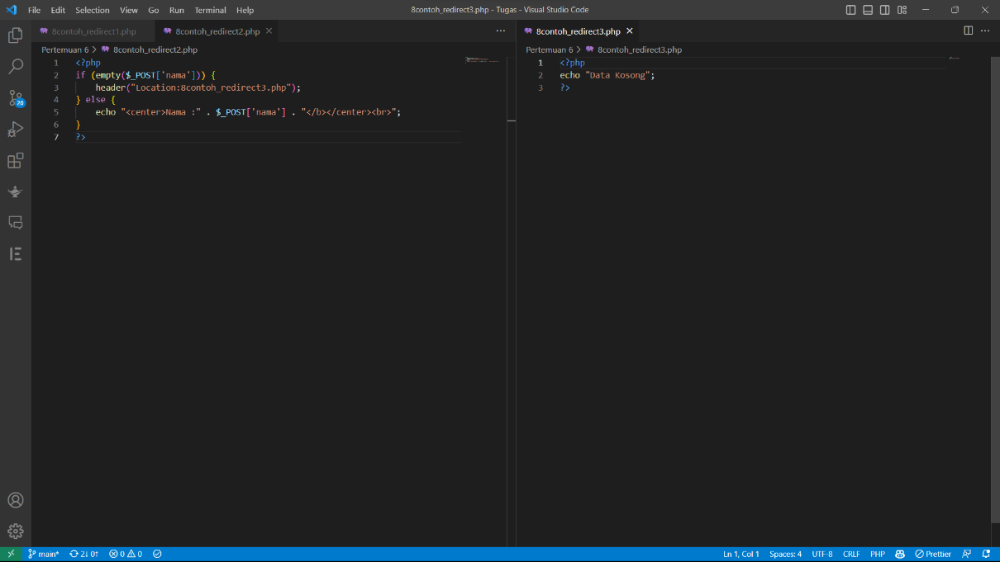 File Edit Selection View Go Run Terminal Help 8contoh_redirect3.php - Tugas - Visual Studio Code
8contoh_redirect1.php 8contoh_redirect2.php
Pertemuan 6 > 8contoh_redirect2.php
1 <?php
2 if (empty($_POST['nama'])) {
3 header("Location:8contoh_redirect3.php");
4 } else {
5 echo "<center>Nama :" . $_POST['nama'] . "</b></center><br>";
6 }
7 ?>
8contoh_redirect3.php
Pertemuan 6 > 8contoh_redirect3.php
1 <?php
2 echo "Data Kosong";
3 ?>
20
main* 2↓ 0↑ 0 0 Ln 1, Col 1 Spaces: 4 UTF-8 CRLF PHP Prettier